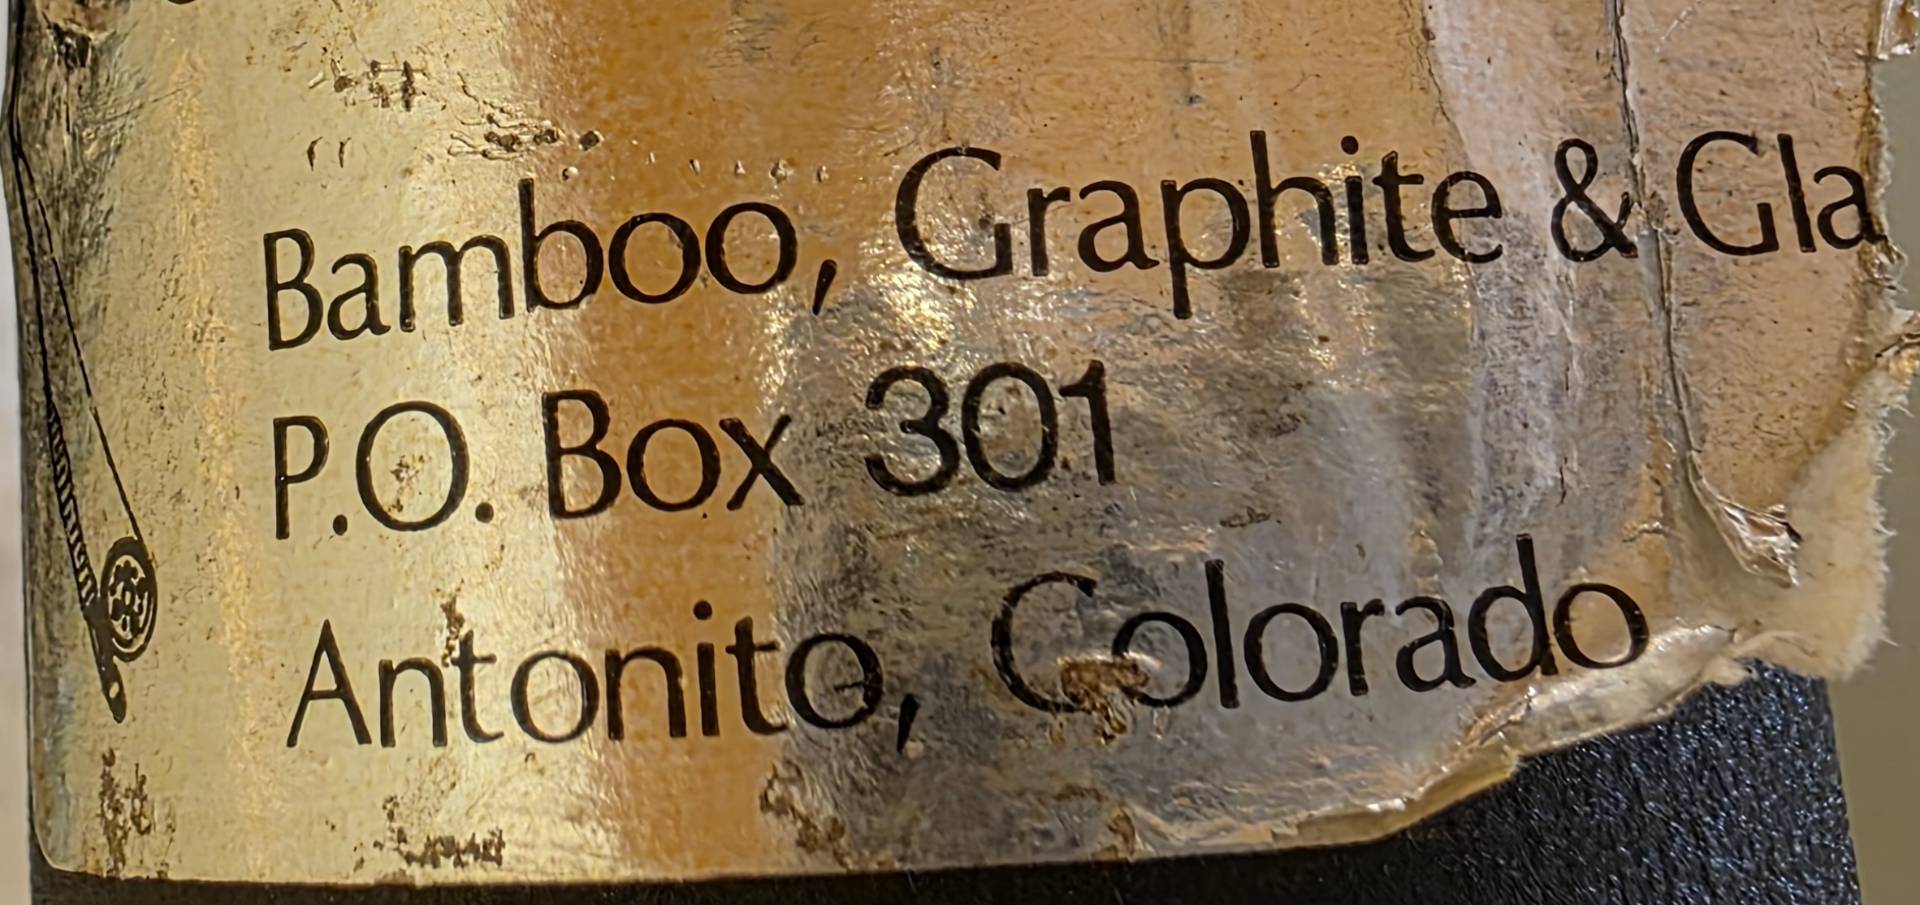 Bamboo, Graphite & Gla
P.O. Box 301
Antonito, Colorado